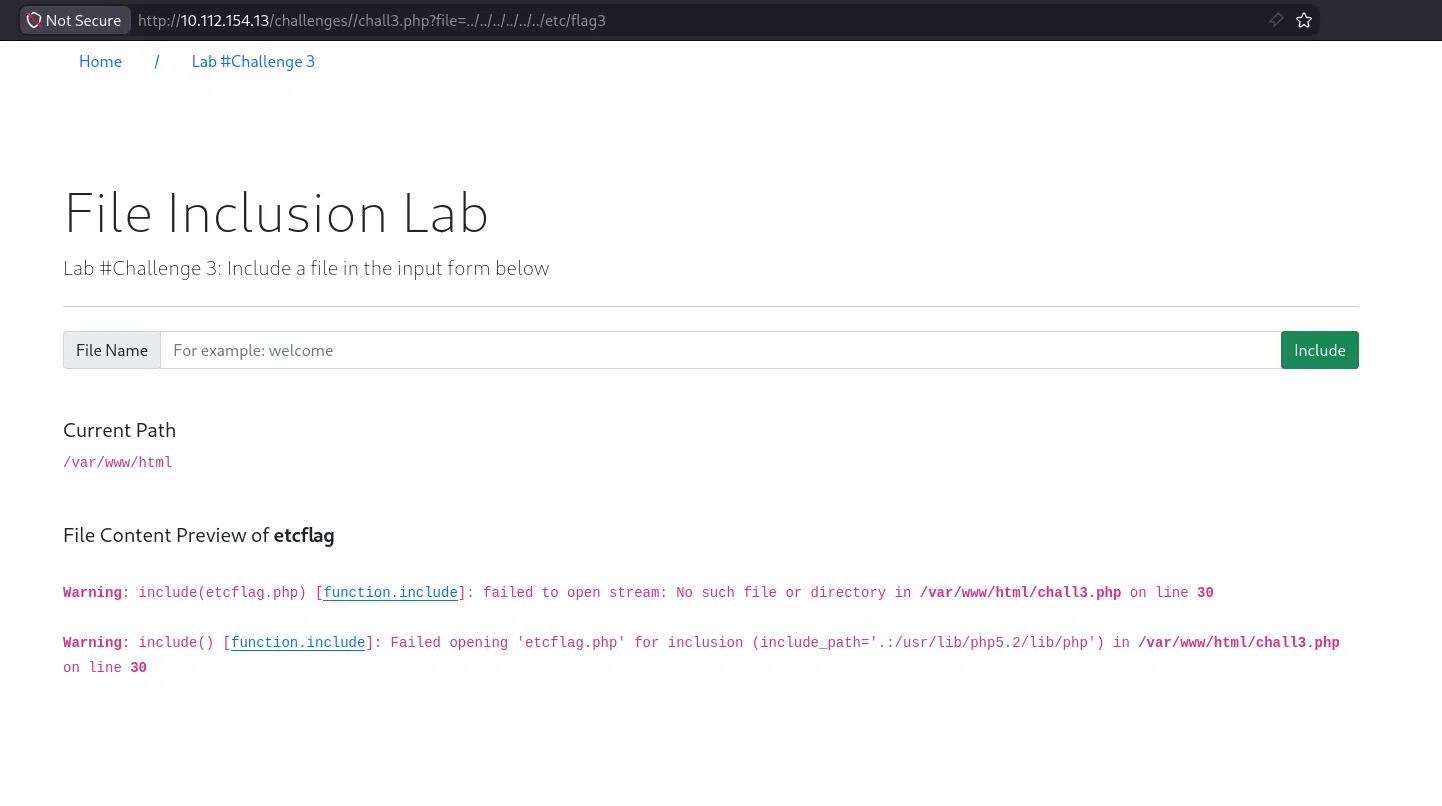 Not Secure http://10.112.154.13/challenges//chall3.php?file=../../../../../../etc/flag3
Home / Lab #Challenge 3
File Inclusion Lab
Lab #Challenge 3: Include a file in the input form below
File Name For example: welcome Include
Current Path
/var/www/html
File Content Preview of etcflag
Warning: include(etcflag.php) [function.include]: failed to open stream: No such file or directory in /var/www/html/chall3.php on line 30
Warning: include() [function.include]: Failed opening 'etcflag.php' for inclusion (include_path='.:/usr/lib/php5.2/lib/php') in /var/www/html/chall3.php
on line 30